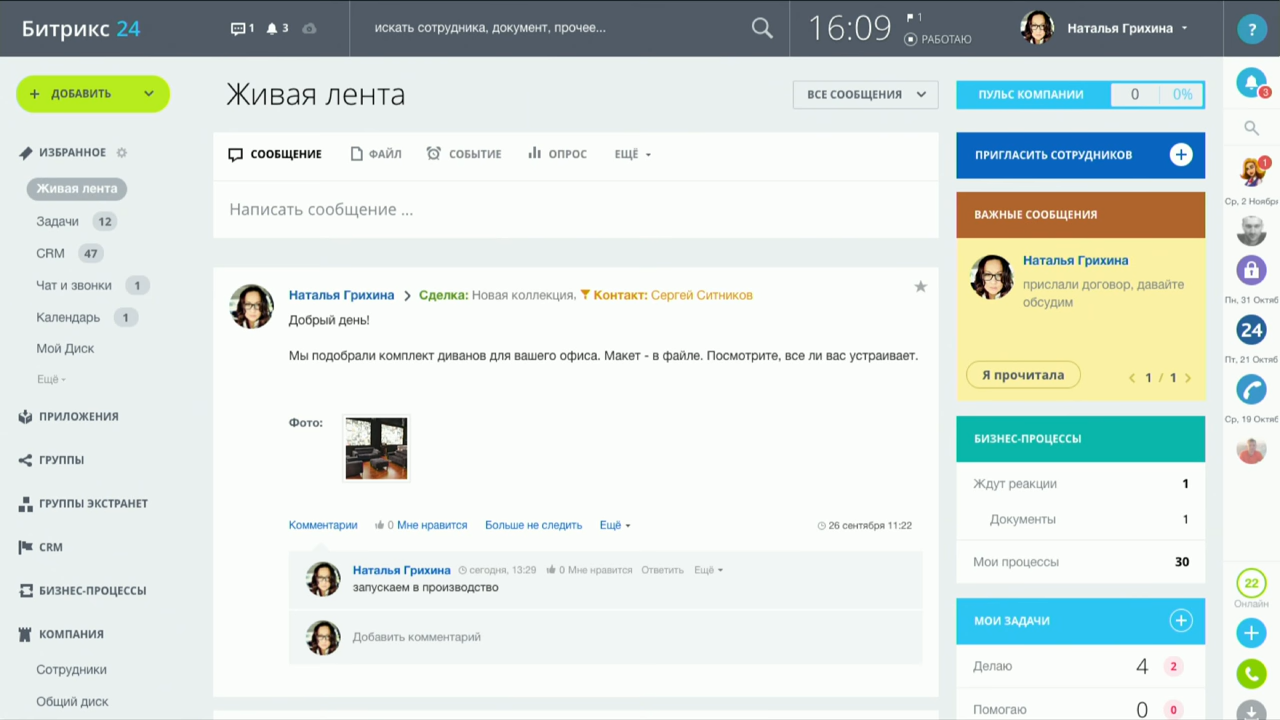 Битрикс 24
1
3
искать сотрудника, документ, прочее...
16:09
1
РАБОТАЮ
Наталья Грихина
?
+ ДОБАВИТЬ
ИЗБРАННОЕ
Живая лента
Задачи 12
CRM 47
Чат и звонки 1
Календарь 1
Мой Диск
Ещё
ПРИЛОЖЕНИЯ
ГРУППЫ
ГРУППЫ ЭКСТРАНЕТ
CRM
БИЗНЕС-ПРОЦЕССЫ
КОМПАНИЯ
Сотрудники
Общий диск
Живая лента
ВСЕ СООБЩЕНИЯ
СООБЩЕНИЕ
ФАЙЛ
СОБЫТИЕ
ОПРОС
ЕЩЁ
Написать сообщение ...
Наталья Грихина > Сделка: Новая коллекция, Контакт: Сергей Ситников
Добрый день!
Мы подобрали комплект диванов для вашего офиса. Макет - в файле. Посмотрите, все ли вас устраивает.
Фото:
Комментарии 0 Мне нравится Больше не следить Ещё 26 сентября 11:22
Наталья Грихина сегодня, 13:29 0 Мне нравится Ответить Ещё
запускаем в производство
Добавить комментарий
ПУЛЬС КОМПАНИИ 0 0%
ПРИГЛАСИТЬ СОТРУДНИКОВ +
ВАЖНЫЕ СООБЩЕНИЯ
Наталья Грихина
прислали договор, давайте
обсудим
Я прочитала
< 1 / 1 >
БИЗНЕС-ПРОЦЕССЫ
Ждут реакции 1
Документы 1
Мои процессы 30
МОИ ЗАДАЧИ +
Делаю 4 2
Помогаю 0 0
3
1
Ср, 2 Ноября
Пн, 31 Октяб
24
Пт, 21 Октяб
Ср, 19 Октяб
22
Онлайн
+